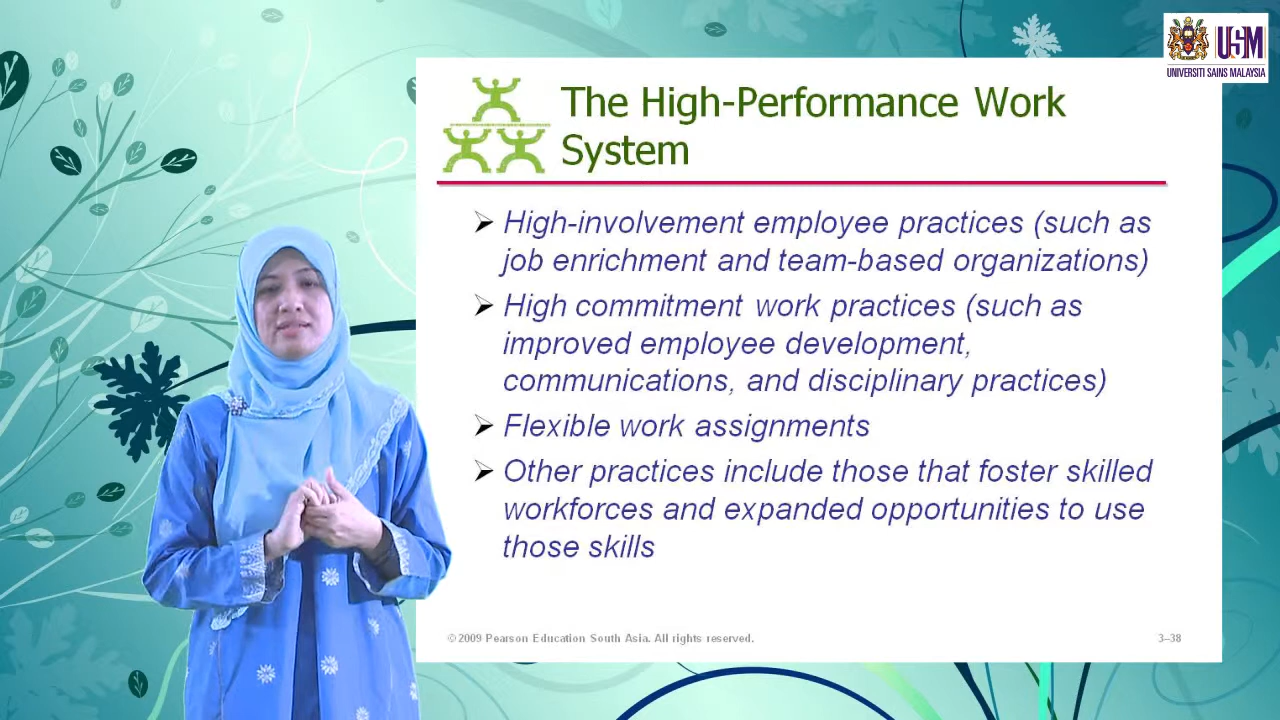 USM
UNIVERSITI SAINS MALAYSIA
The High-Performance Work
System
High-involvement employee practices (such as
job enrichment and team-based organizations)
High commitment work practices (such as
improved employee development,
communications, and disciplinary practices)
Flexible work assignments
Other practices include those that foster skilled
workforces and expanded opportunities to use
those skills
©2009 Pearson Education South Asia. All rights reserved.
3–38